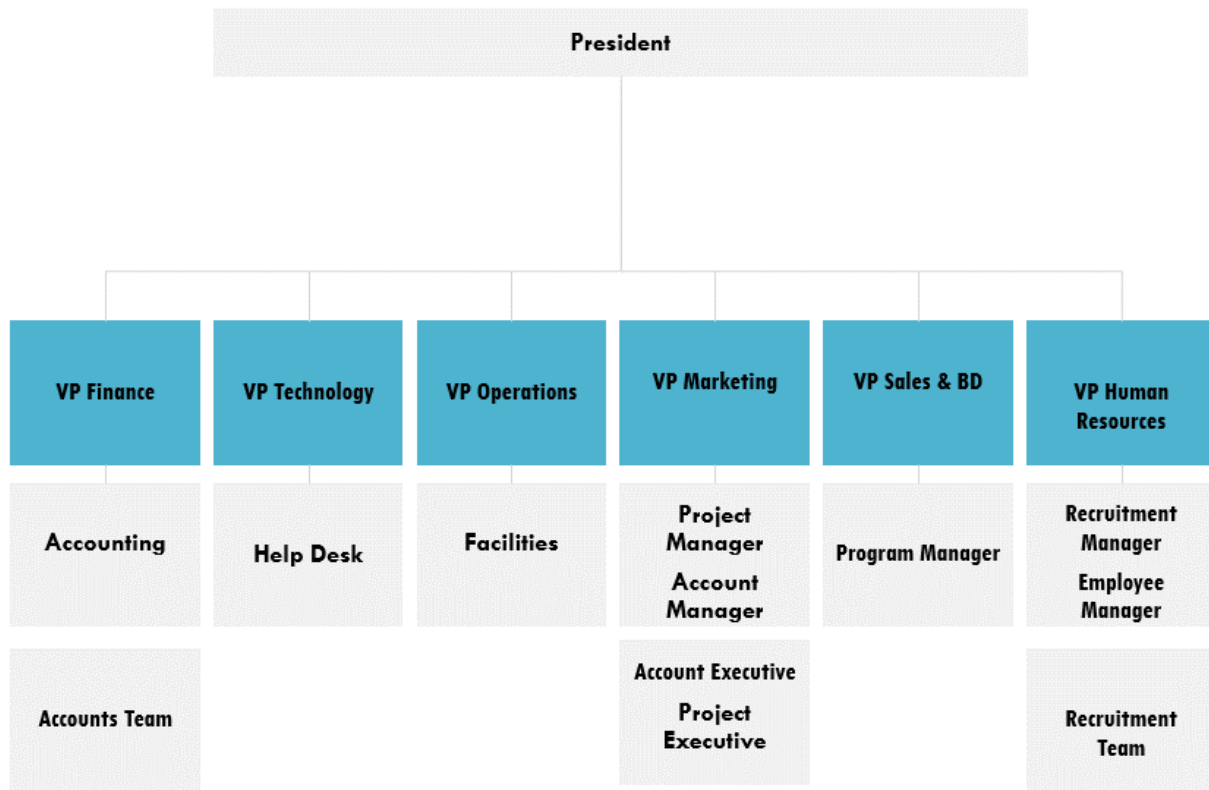 President
VP Finance
VP Technology
VP Operations
VP Marketing
VP Sales & BD
VP Human
Resources
Accounting
Help Desk
Facilities
Project
Manager
Account
Manager
Program Manager
Recruitment
Manager
Employee
Manager
Accounts Team
Account Executive
Project
Executive
Recruitment
Team